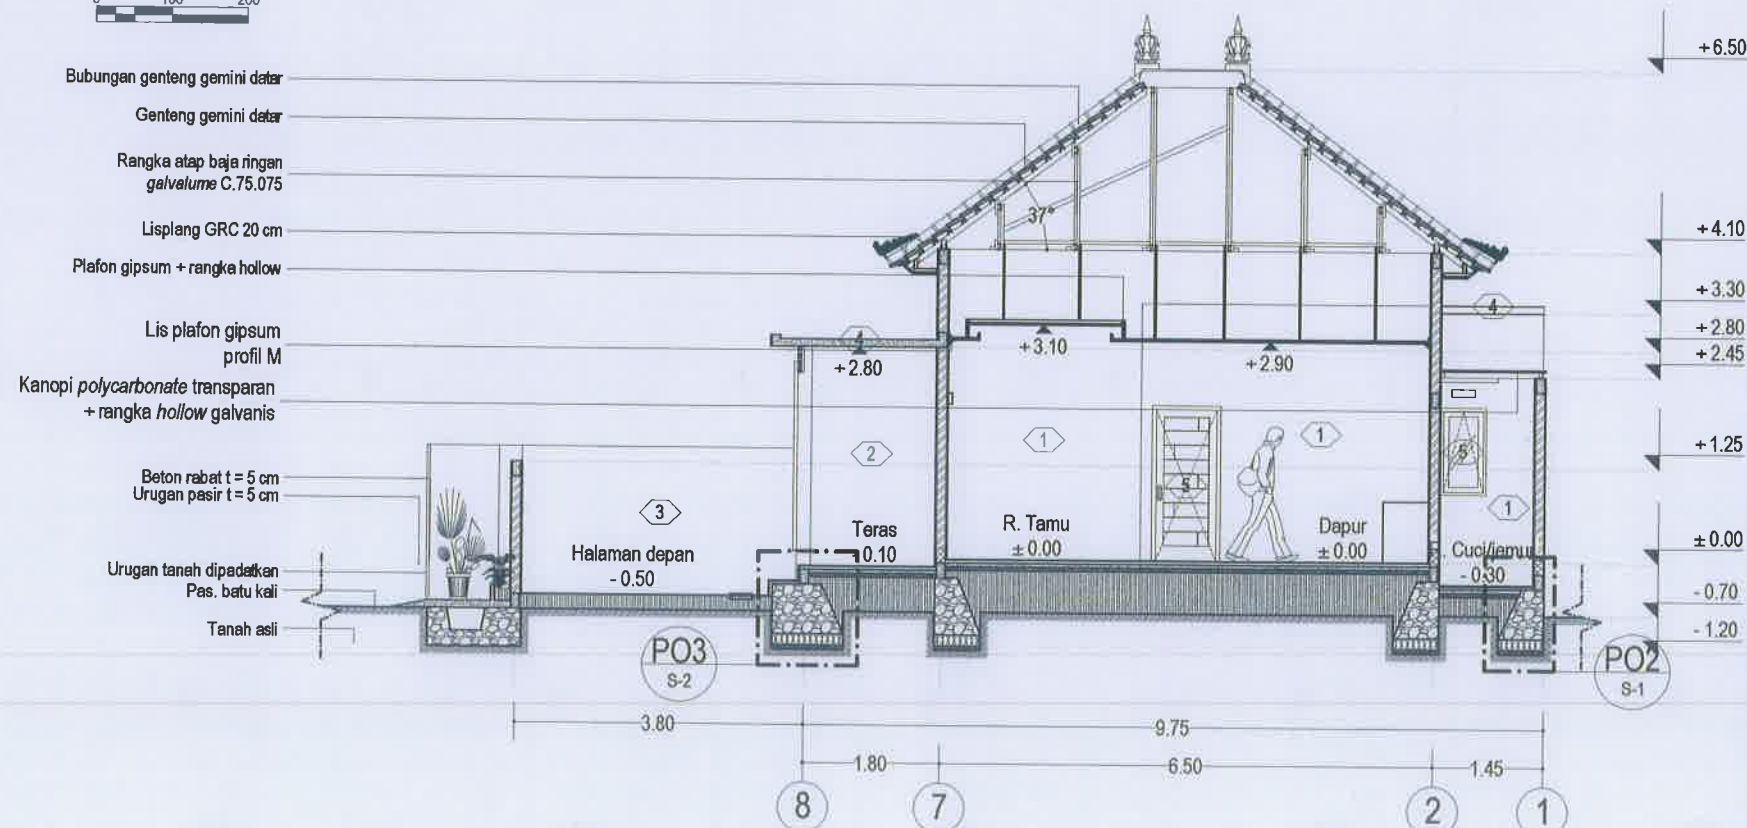 0 100 200
Bubungan genteng gemini datar
Genteng gemini datar
Rangka atap baja ringan
galvalume C.75.075
Lisplang GRC 20 cm
Plafon gipsum + rangka hollow
Lis plafon gipsum
profil M
Kanopi polycarbonate transparan
+ rangka hollow galvanis
Beton rabat t = 5 cm
Urugan pasir t = 5 cm
Urugan tanah dipadatkan
Pas. batu kali
Tanah asli
37°
4
+2.80
+3.10
+2.90
4
2
1
1
5
5
1
3
Halaman depan
- 0.50
Teras
0.10
R. Tamu
± 0.00
Dapur
± 0.00
. Cuci/jemur
- 0.30
+6.50
+4.10
+3.30
+2.80
+2.45
+1.25
± 0.00
- 0.70
- 1.20
PO3
S-2
PO2
S-1
3.80
9.75
1.80
6.50
1.45
8
7
2
1